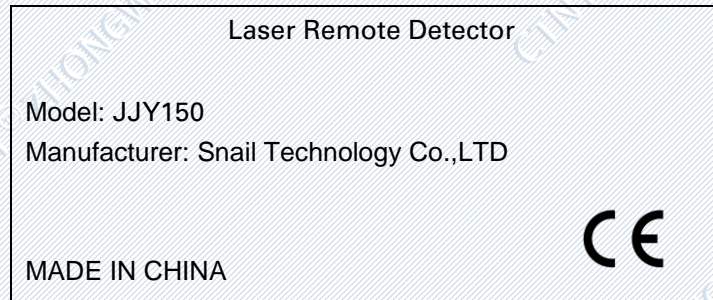 Laser Remote Detector
Model: JJY150
Manufacturer: Snail Technology Co.,LTD
CE
MADE IN CHINA